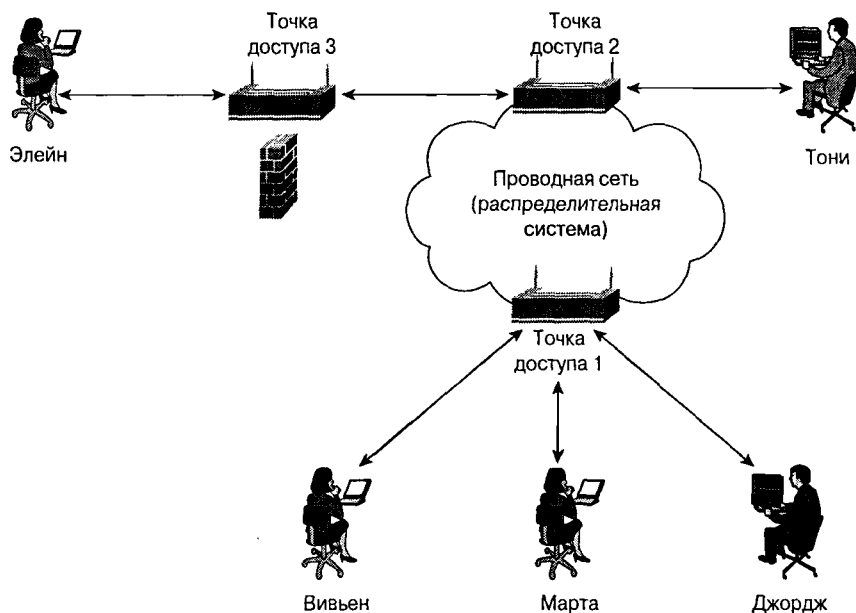 Точка
доступа 3
Точка
доступа 2
Элейн
Тони
Проводная сеть
(распределительная
система)
Точка
доступа 1
Вивьен
Марта
Джордж